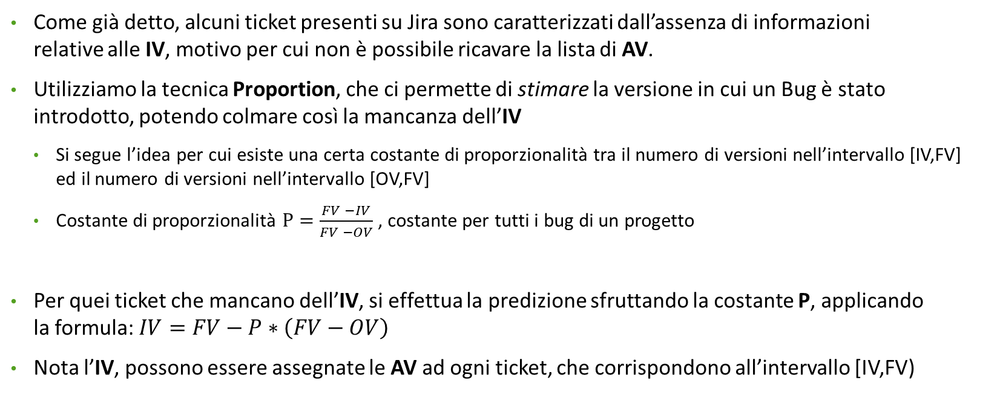 • Come già detto, alcuni ticket presenti su Jira sono caratterizzati dall’assenza di informazioni
relative alle IV, motivo per cui non è possibile ricavare la lista di AV.
• Utilizziamo la tecnica Proportion, che ci permette di stimare la versione in cui un Bug è stato
introdotto, potendo colmare così la mancanza dell’IV
• Si segue l’idea per cui esiste una certa costante di proporzionalità tra il numero di versioni nell’intervallo [IV,FV]
ed il numero di versioni nell’intervallo [OV,FV]
• Costante di proporzionalità P = (FV − IV)/(FV − OV), costante per tutti i bug di un progetto
• Per quei ticket che mancano dell’IV, si effettua la predizione sfruttando la costante P, applicando
la formula: IV = FV − P ∗ (FV − OV)
• Nota l’IV, possono essere assegnate le AV ad ogni ticket, che corrispondono all’intervallo [IV,FV)